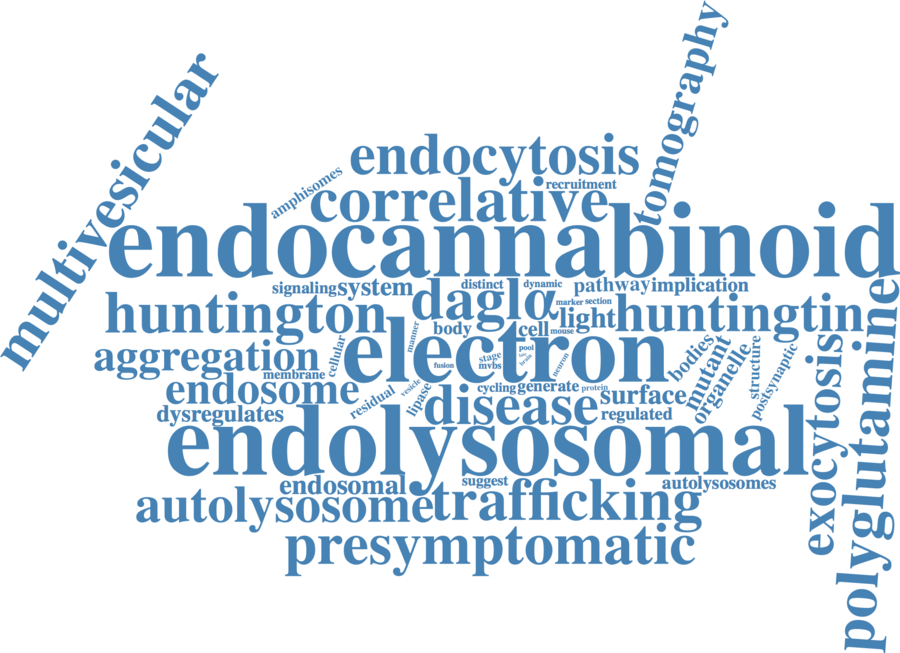 multivesicular
tomography
endocytosis
amphisomes
correlative
recruitment
endocannabinoid
signaling
system
distinct
dynamic
pathway
implication
daglα
marker
section
huntington
light
huntingtin
manner
body
cell
mouse
electron
cellular
aggregation
membrane
fusion
stage
mvbs
pool
neuron
bodies
mutant
organelle
structure
postsynaptic
endosome
residual
vesicle
lipase
cycling
generate
protein
surface
dysregulates
disease
regulated
exocytosis
polyglutamine
endolysosomal
endosomal
suggest
autolysosomes
autolysosome
trafficking
presymptomatic